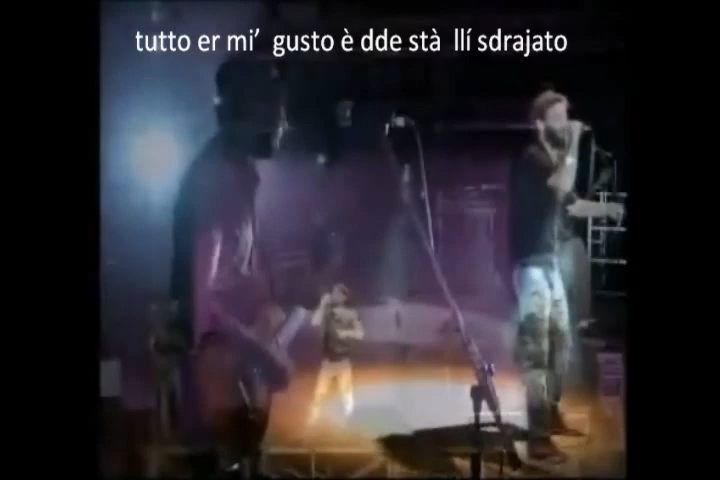 tutto er mi’ gusto è dde stà llí sdrajato